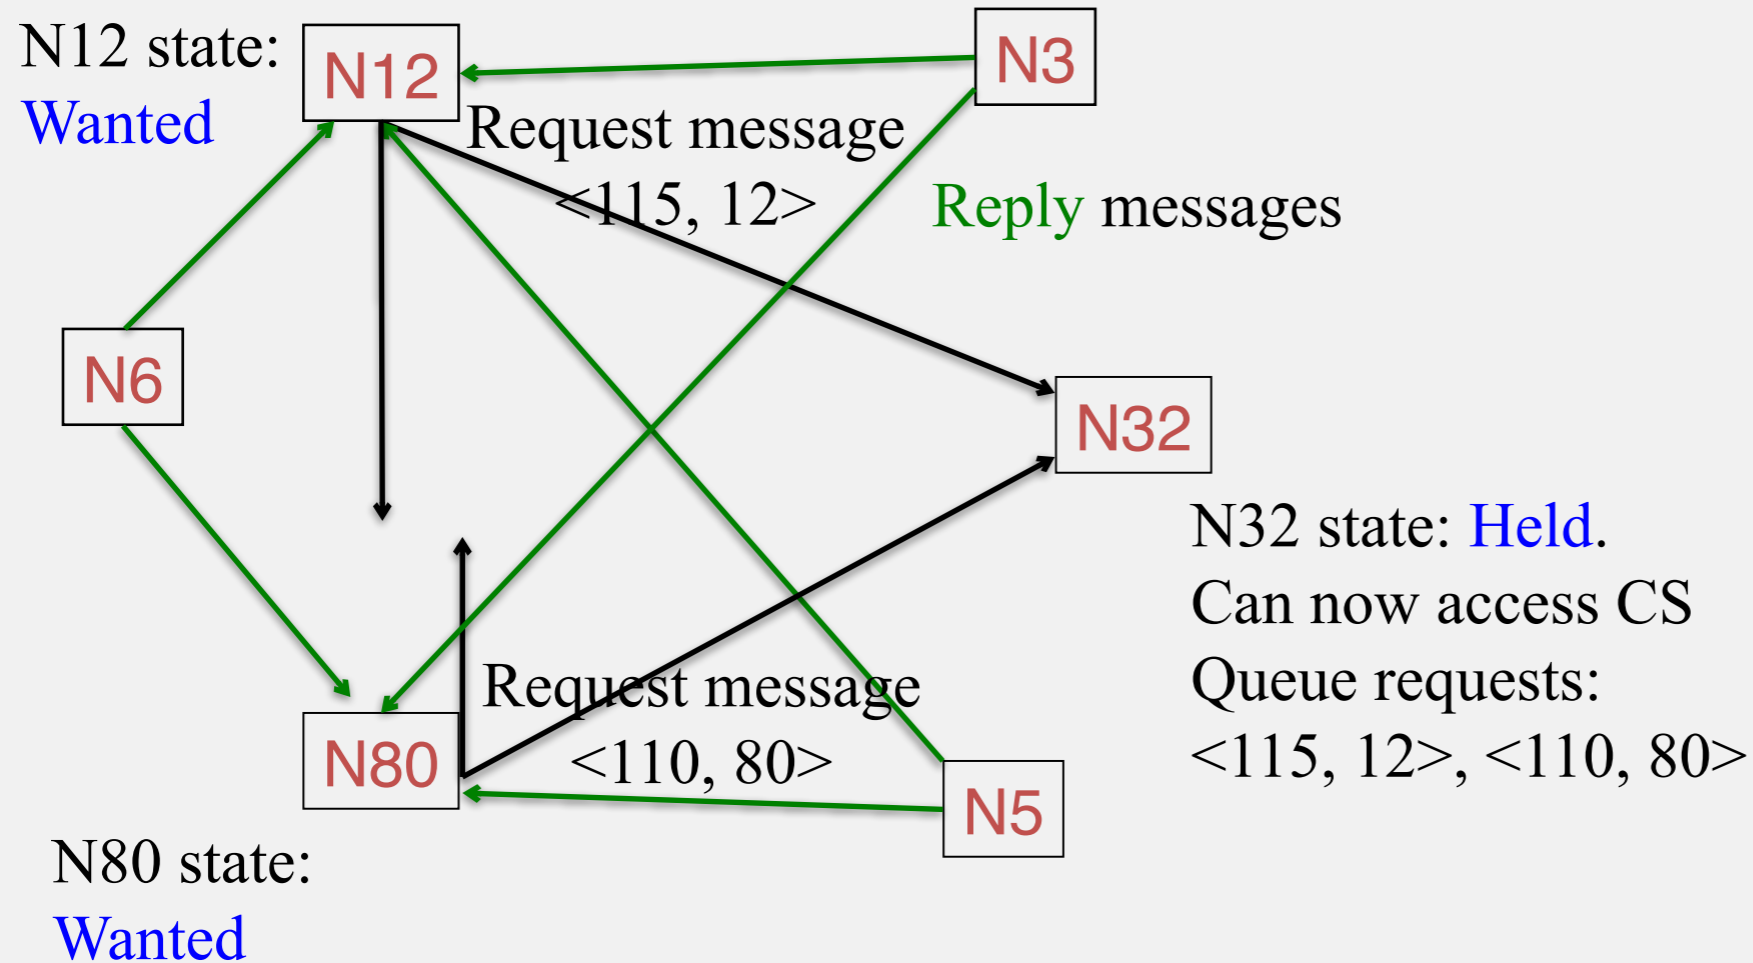 N12 state:
Wanted
N12
N3
Request message
<115, 12>
Reply messages
N6
N32
N32 state: Held.
Can now access CS
Queue requests:
<115, 12>, <110, 80>
Request message
<110, 80>
N80
N5
N80 state:
Wanted